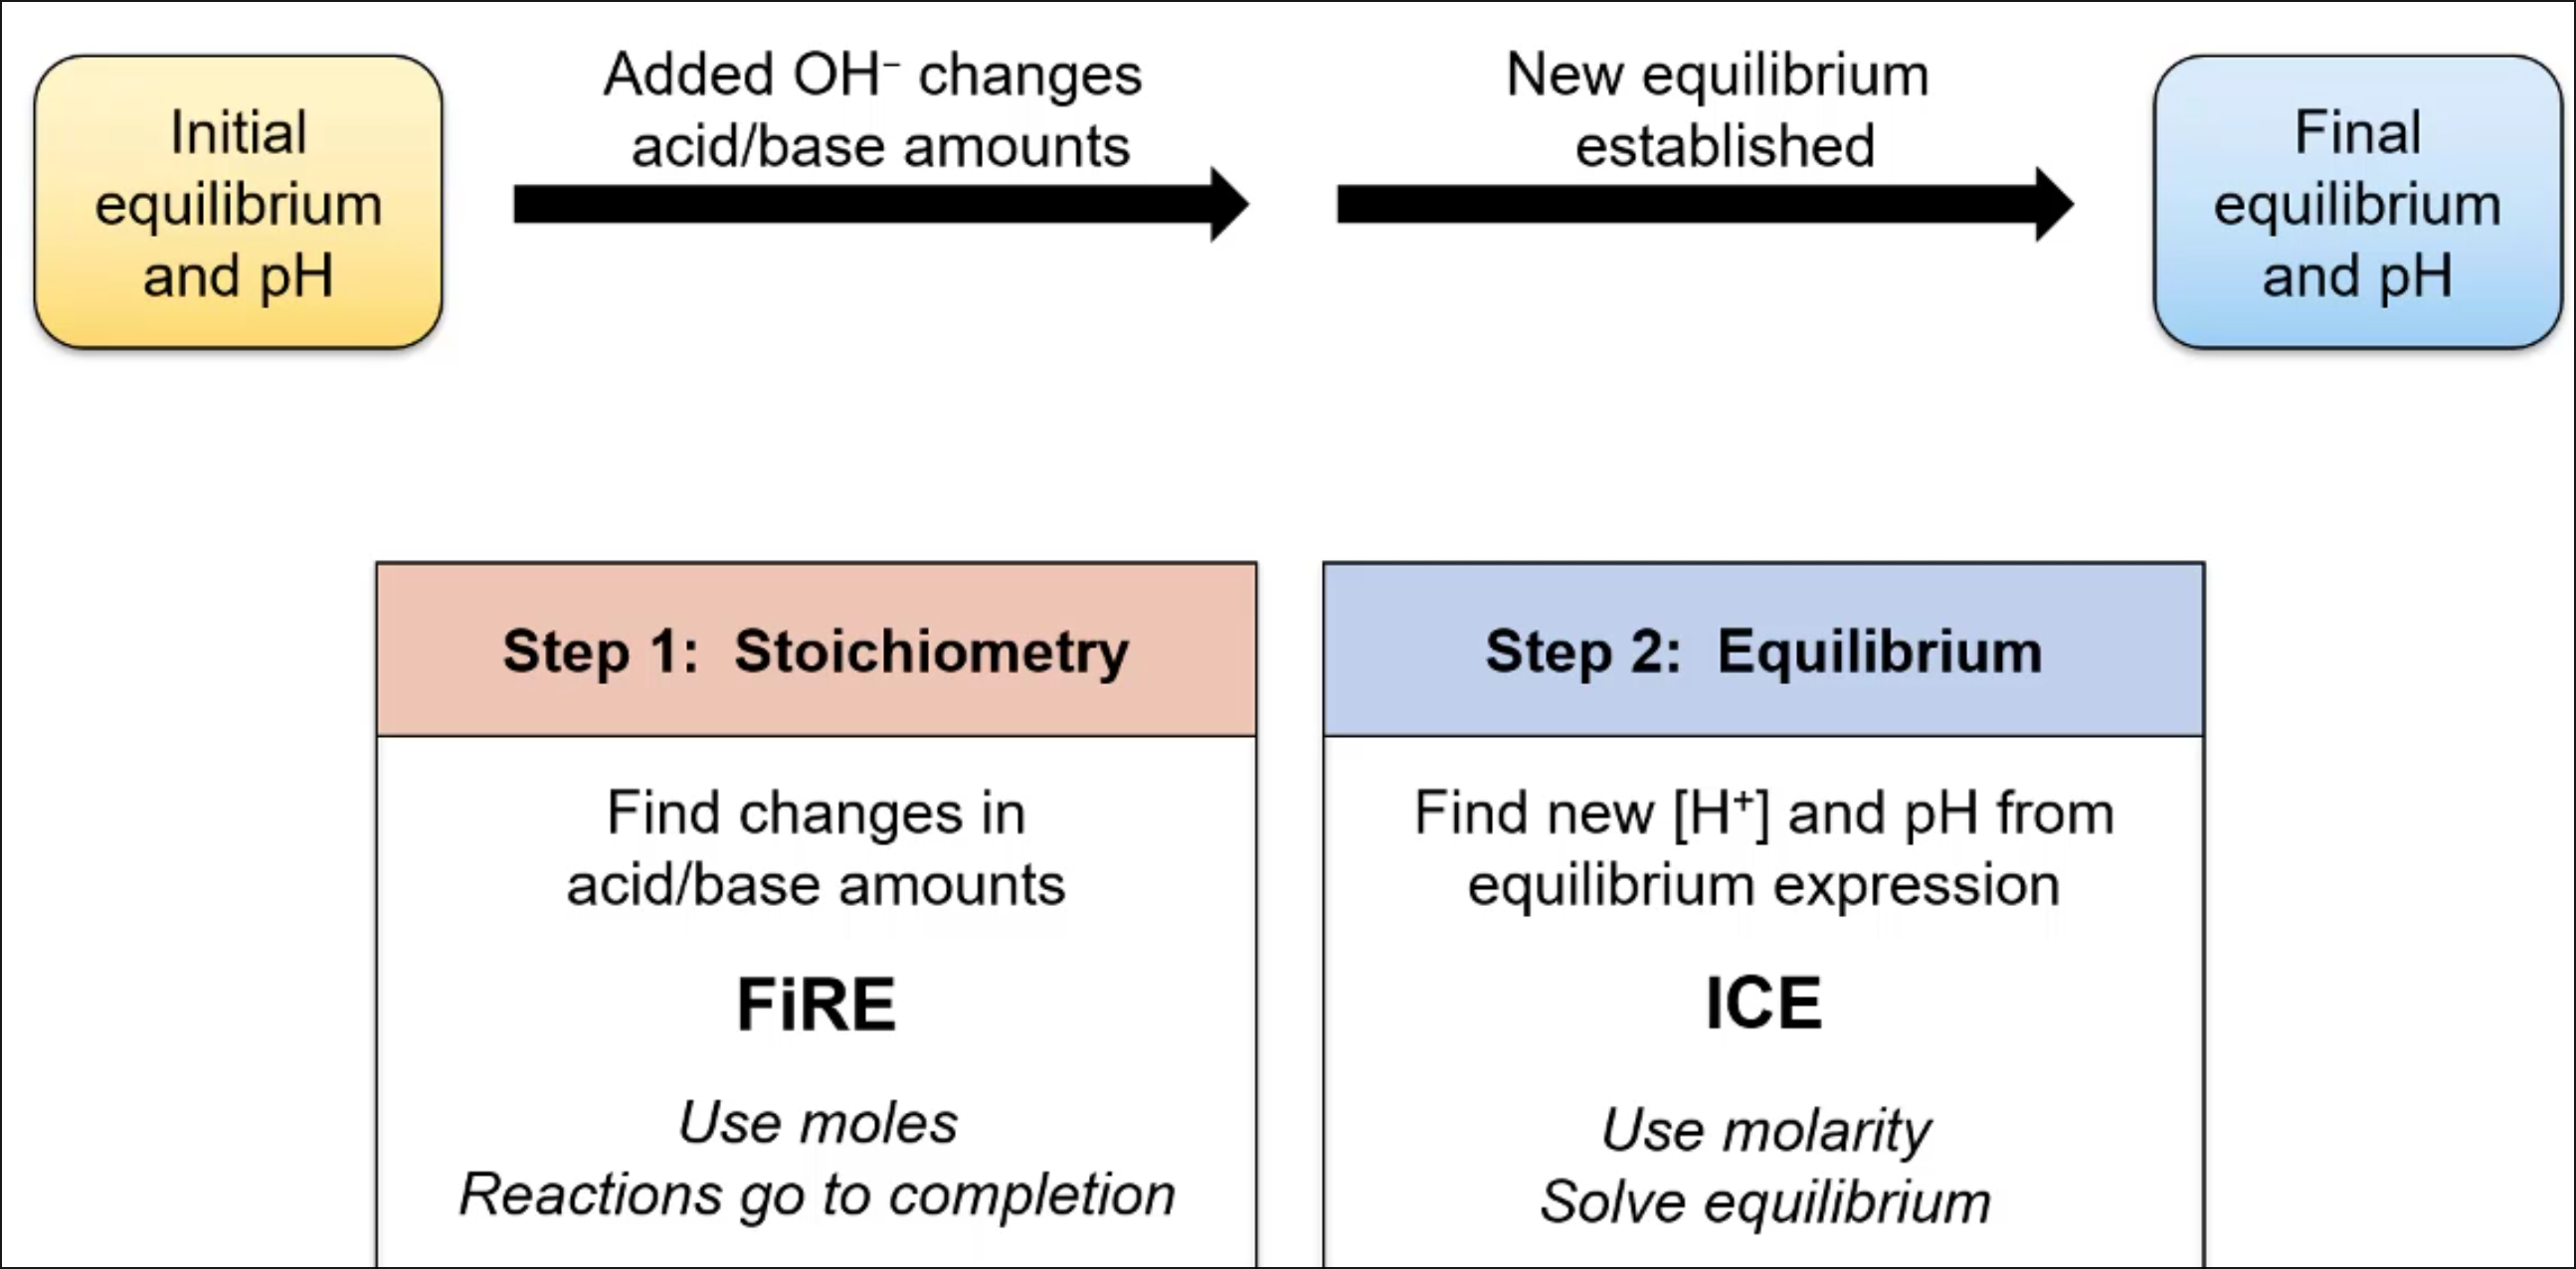 Initial
equilibrium
and pH
Added OH⁻ changes
acid/base amounts
New equilibrium
established
Final
equilibrium
and pH
Step 1: Stoichiometry
Find changes in
acid/base amounts
FiRE
Use moles
Reactions go to completion
Step 2: Equilibrium
Find new [H⁺] and pH from
equilibrium expression
ICE
Use molarity
Solve equilibrium